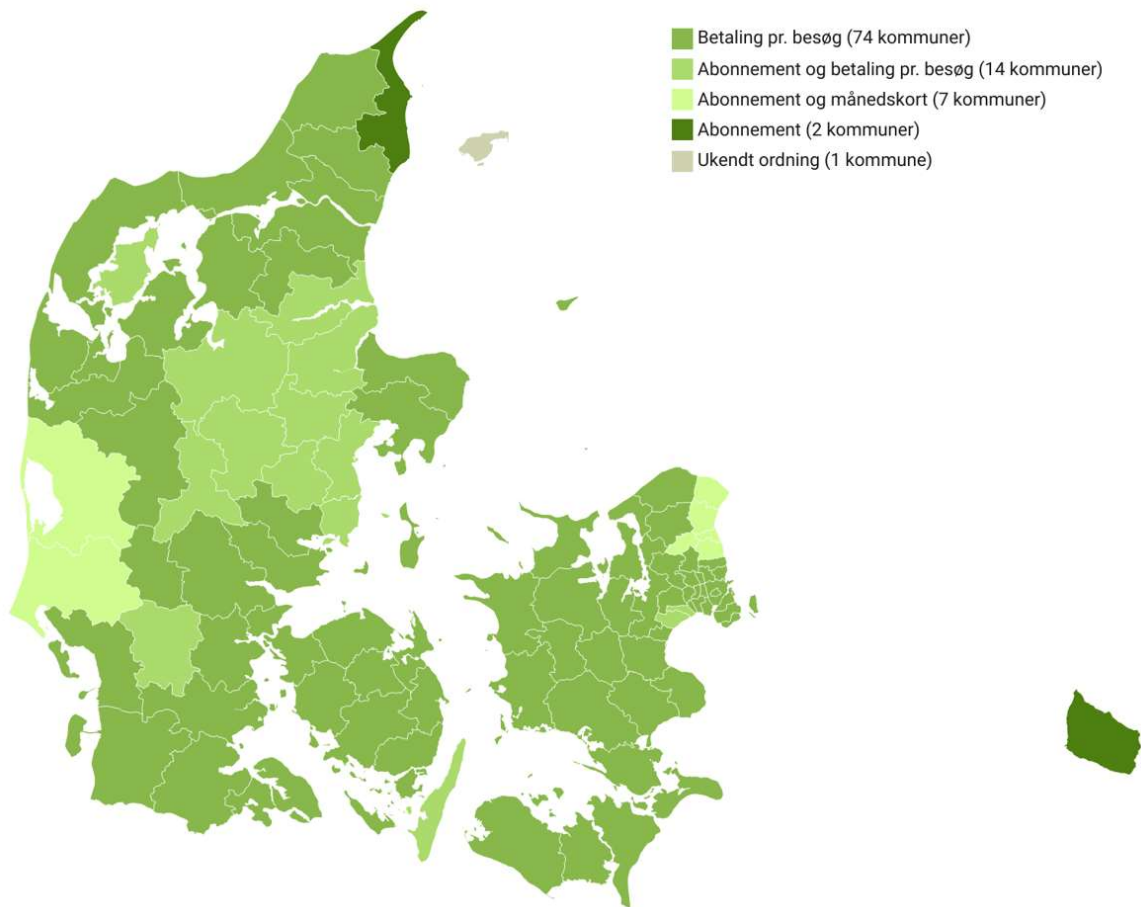 Betaling pr. besøg (74 kommuner)
Abonnement og betaling pr. besøg (14 kommuner)
Abonnement og månedskort (7 kommuner)
Abonnement (2 kommuner)
Ukendt ordning (1 kommune)